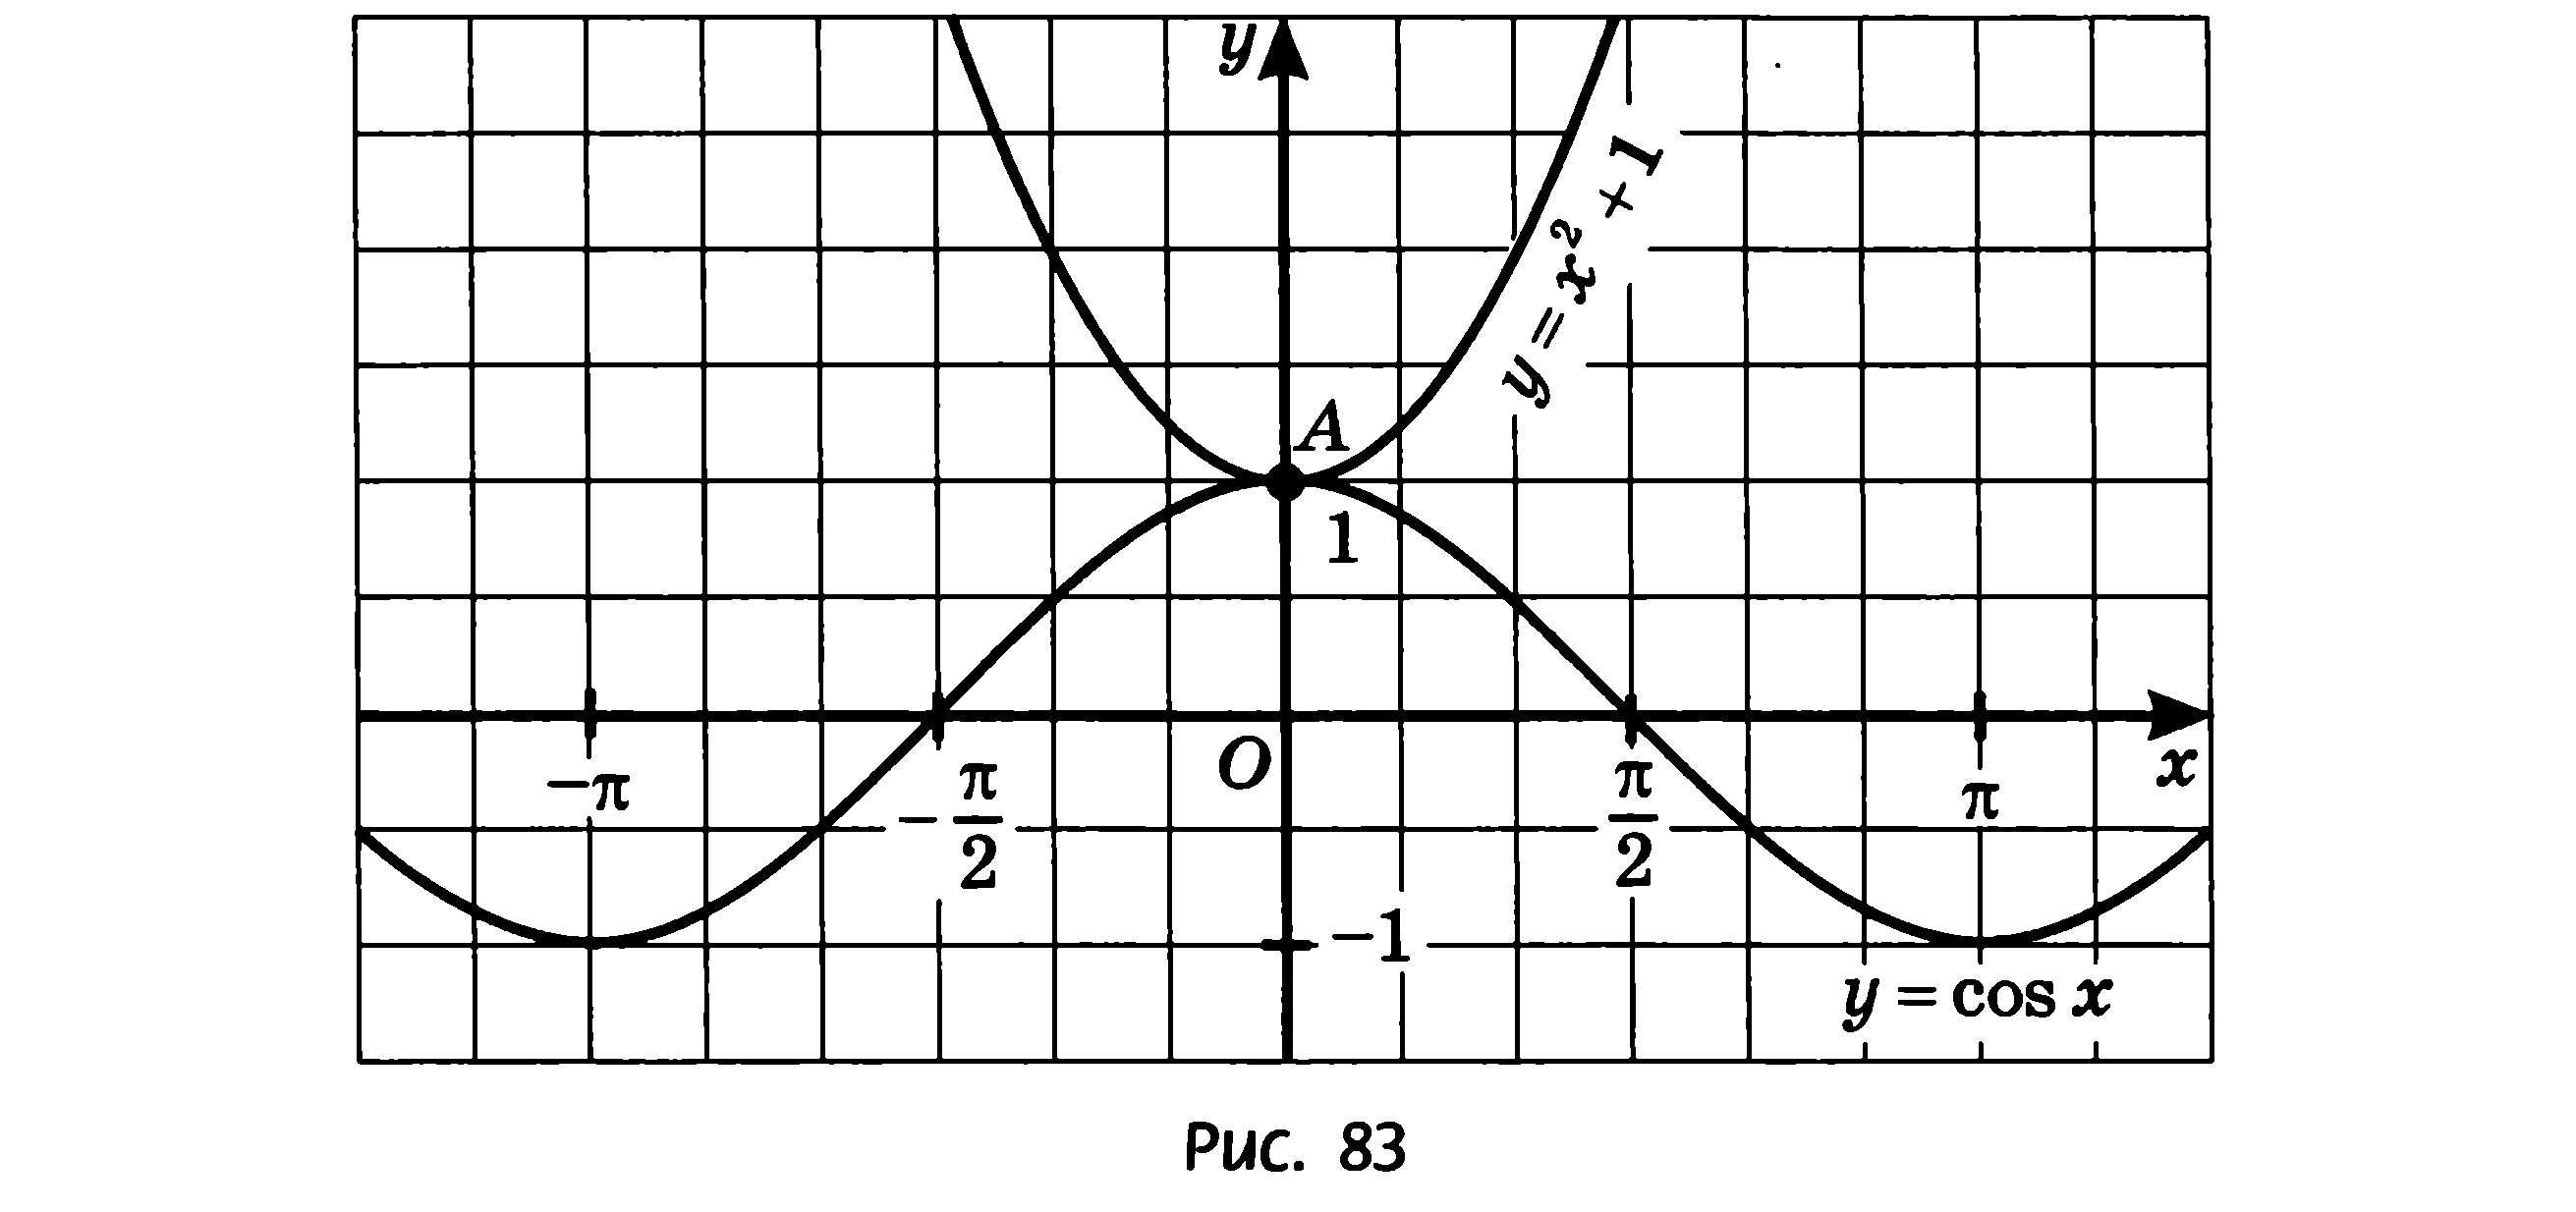 y
y = x² + 1
A
1
O
x
−π
−π/2
π/2
π
−1
y = cos x
Рис. 83